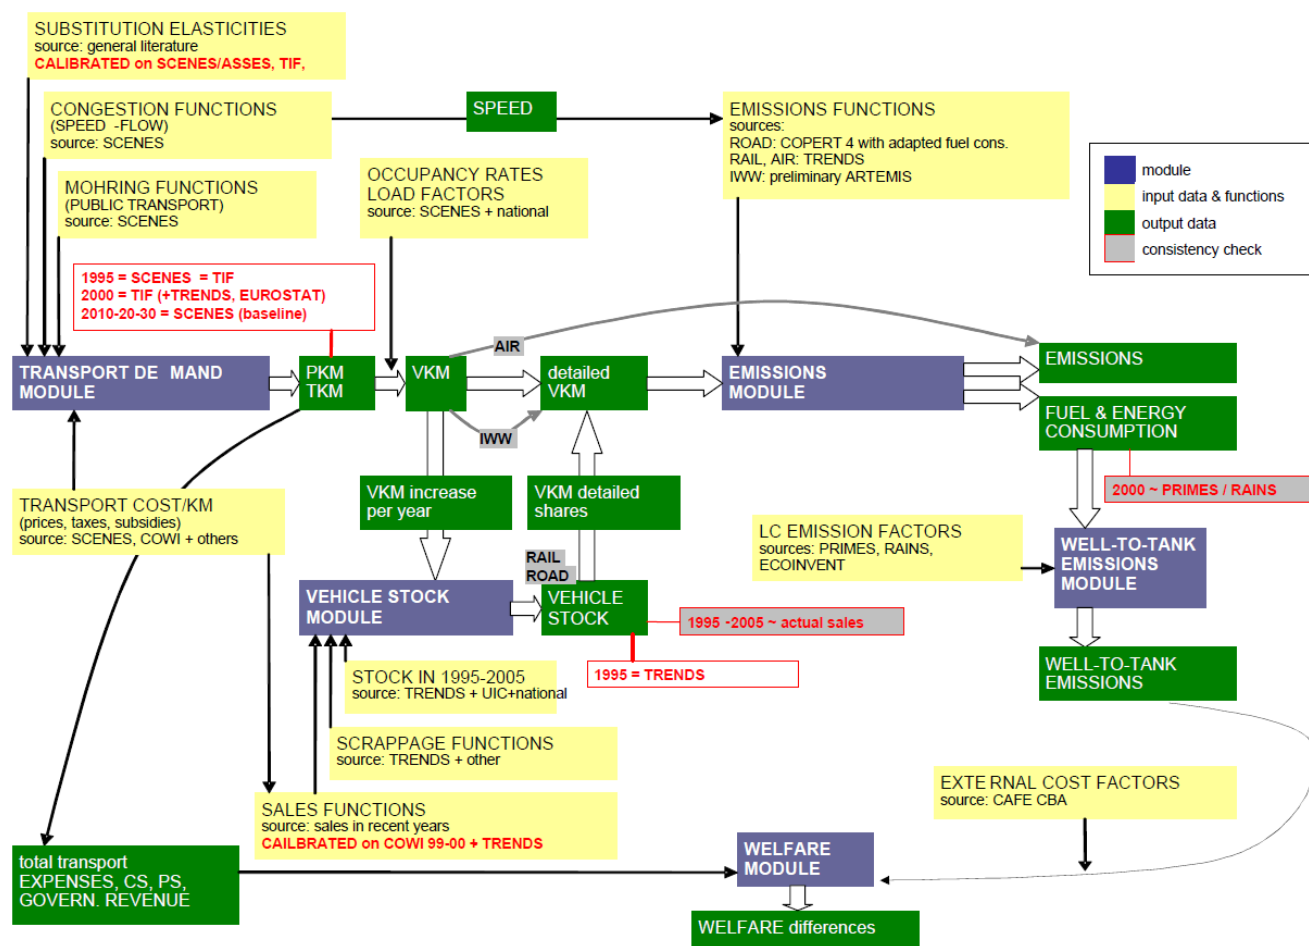 SUBSTITUTION ELASTICITIES
source: general literature
CALIBRATED on SCENES/ASSES, TIF,
CONGESTION FUNCTIONS
(SPEED -FLOW)
source: SCENES
SPEED
EMISSIONS FUNCTIONS
sources:
ROAD: COPERT 4 with adapted fuel cons.
RAIL, AIR: TRENDS
IWW: preliminary ARTEMIS
module
input data & functions
output data
consistency check
MOHRING FUNCTIONS
(PUBLIC TRANSPORT)
source: SCENES
OCCUPANCY RATES
LOAD FACTORS
source: SCENES + national
1995 = SCENES = TIF
2000 = TIF (+TRENDS, EUROSTAT)
2010-20-30 = SCENES (baseline)
AIR
TRANSPORT DE MAND
MODULE
PKM
TKM
VKM
detailed
VKM
EMISSIONS
MODULE
EMISSIONS
FUEL & ENERGY
CONSUMPTION
IWW
2000 ~ PRIMES / RAINS
TRANSPORT COST/KM
(prices, taxes, subsidies)
source: SCENES, COWI + others
VKM increase
per year
VKM detailed
shares
LC EMISSION FACTORS
sources: PRIMES, RAINS,
ECOINVENT
WELL-TO-TANK
EMISSIONS
MODULE
RAIL
ROAD
VEHICLE STOCK
MODULE
VEHICLE
STOCK
1995 -2005 ~ actual sales
1995 = TRENDS
STOCK IN 1995-2005
source: TRENDS + UIC+national
WELL-TO-TANK
EMISSIONS
SCRAPPAGE FUNCTIONS
source: TRENDS + other
SALES FUNCTIONS
source: sales in recent years
CAILBRATED on COWI 99-00 + TRENDS
EXTERNAL COST FACTORS
source: CAFE CBA
total transport
EXPENSES, CS, PS,
GOVERN. REVENUE
WELFARE
MODULE
WELFARE differences